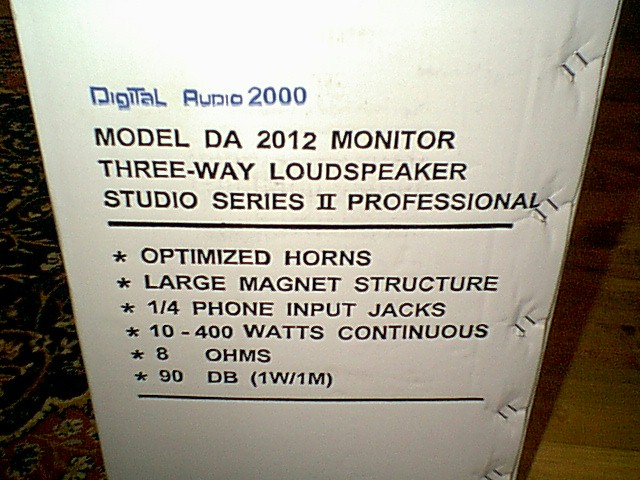 Digital Audio 2000
MODEL DA 2012 MONITOR
THREE-WAY LOUDSPEAKER
STUDIO SERIES II PROFESSIONAL
* OPTIMIZED HORNS
* LARGE MAGNET STRUCTURE
* 1/4 PHONE INPUT JACKS
* 10 - 400 WATTS CONTINUOUS
* 8 OHMS
* 90 DB (1W/1M)